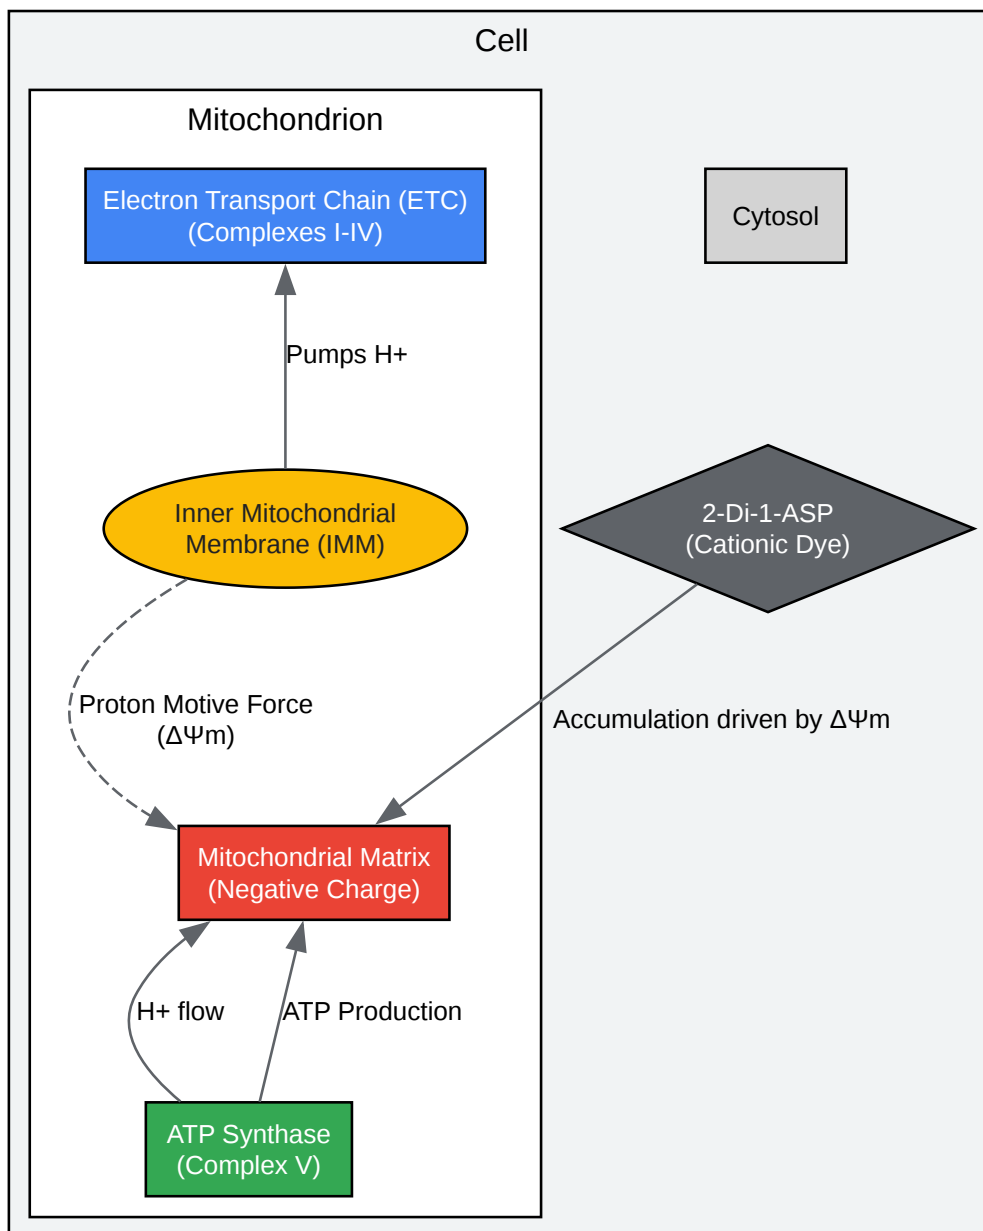 Cell
Mitochondrion
Electron Transport Chain (ETC)
(Complexes I-IV)
Cytosol
Pumps H+
Inner Mitochondrial
Membrane (IMM)
2-Di-1-ASP
(Cationic Dye)
Proton Motive Force
(ΔΨm)
Accumulation driven by ΔΨm
Mitochondrial Matrix
(Negative Charge)
H+ flow
ATP Production
ATP Synthase
(Complex V)